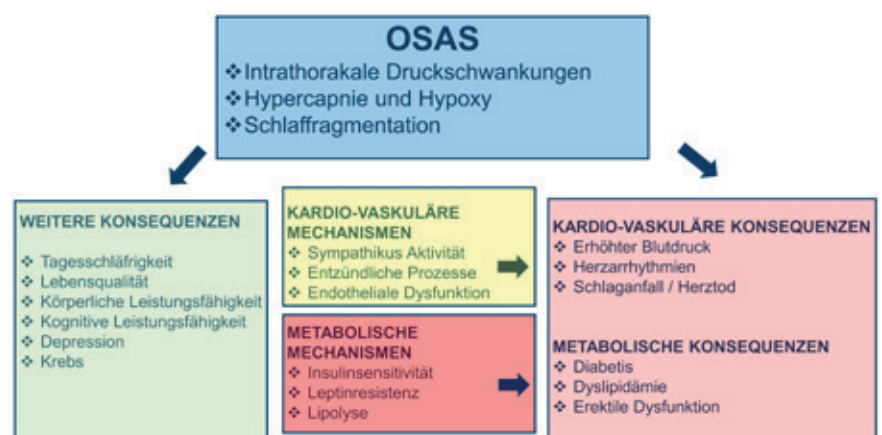 OSAS
❖Intrathorakale Druckschwankungen
❖Hypercapnie und Hypoxy
❖Schlaffragmentation
WEITERE KONSEQUENZEN
❖ Tagesschläfrigkeit
❖ Lebensqualität
❖ Körperliche Leistungsfähigkeit
❖ Kognitive Leistungsfähigkeit
❖ Depression
❖ Krebs
KARDIO-VASKULÄRE
MECHANISMEN
❖ Sympathikus Aktivität
❖ Entzündliche Prozesse
❖ Endotheliale Dysfunktion
METABOLISCHE
MECHANISMEN
❖ Insulinsensitivität
❖ Leptinresistenz
❖ Lipolyse
KARDIO-VASKULÄRE KONSEQUENZEN
❖ Erhöhter Blutdruck
❖ Herzarrhythmien
❖ Schlaganfall / Herztod
METABOLISCHE KONSEQUENZEN
❖ Diabetis
❖ Dyslipidämie
❖ Erektile Dysfunktion